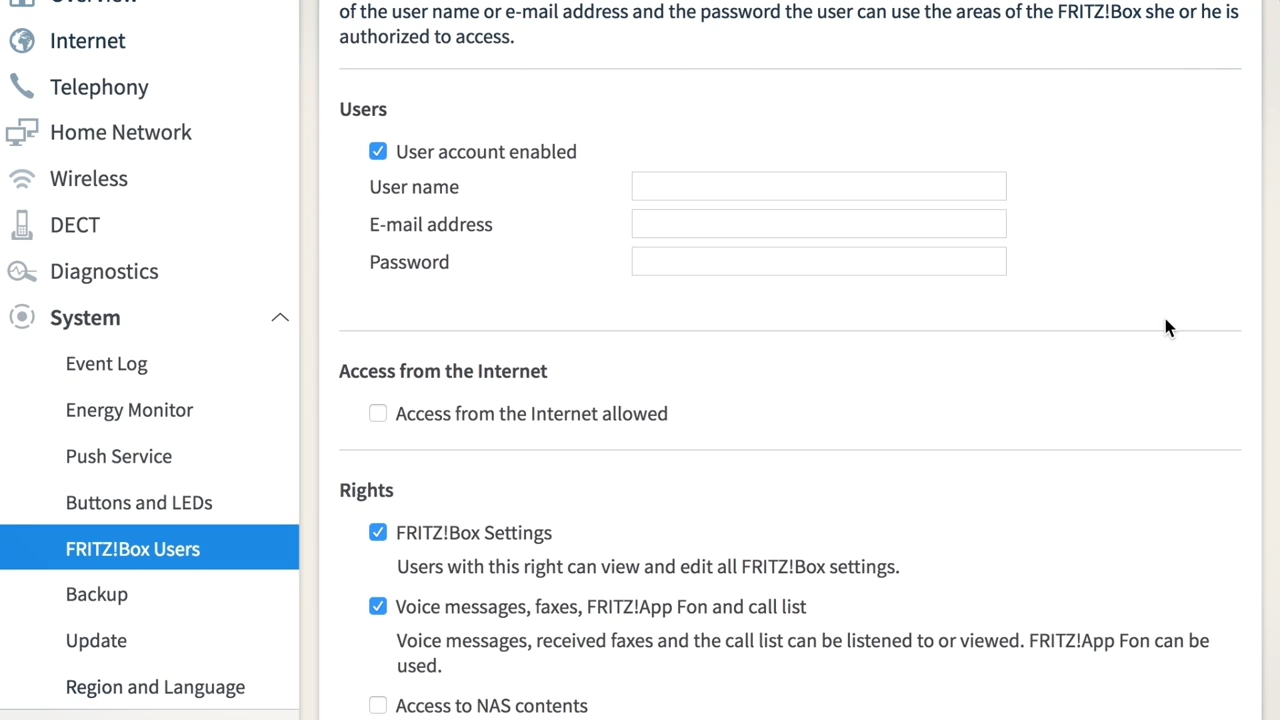 Overview
Internet
Telephony
Home Network
Wireless
DECT
Diagnostics
System
Event Log
Energy Monitor
Push Service
Buttons and LEDs
FRITZ!Box Users
Backup
Update
Region and Language
of the user name or e-mail address and the password the user can use the areas of the FRITZ!Box she or he is
authorized to access.
Users
User account enabled
User name
E-mail address
Password
Access from the Internet
Access from the Internet allowed
Rights
FRITZ!Box Settings
Users with this right can view and edit all FRITZ!Box settings.
Voice messages, faxes, FRITZ!App Fon and call list
Voice messages, received faxes and the call list can be listened to or viewed. FRITZ!App Fon can be
used.
Access to NAS contents